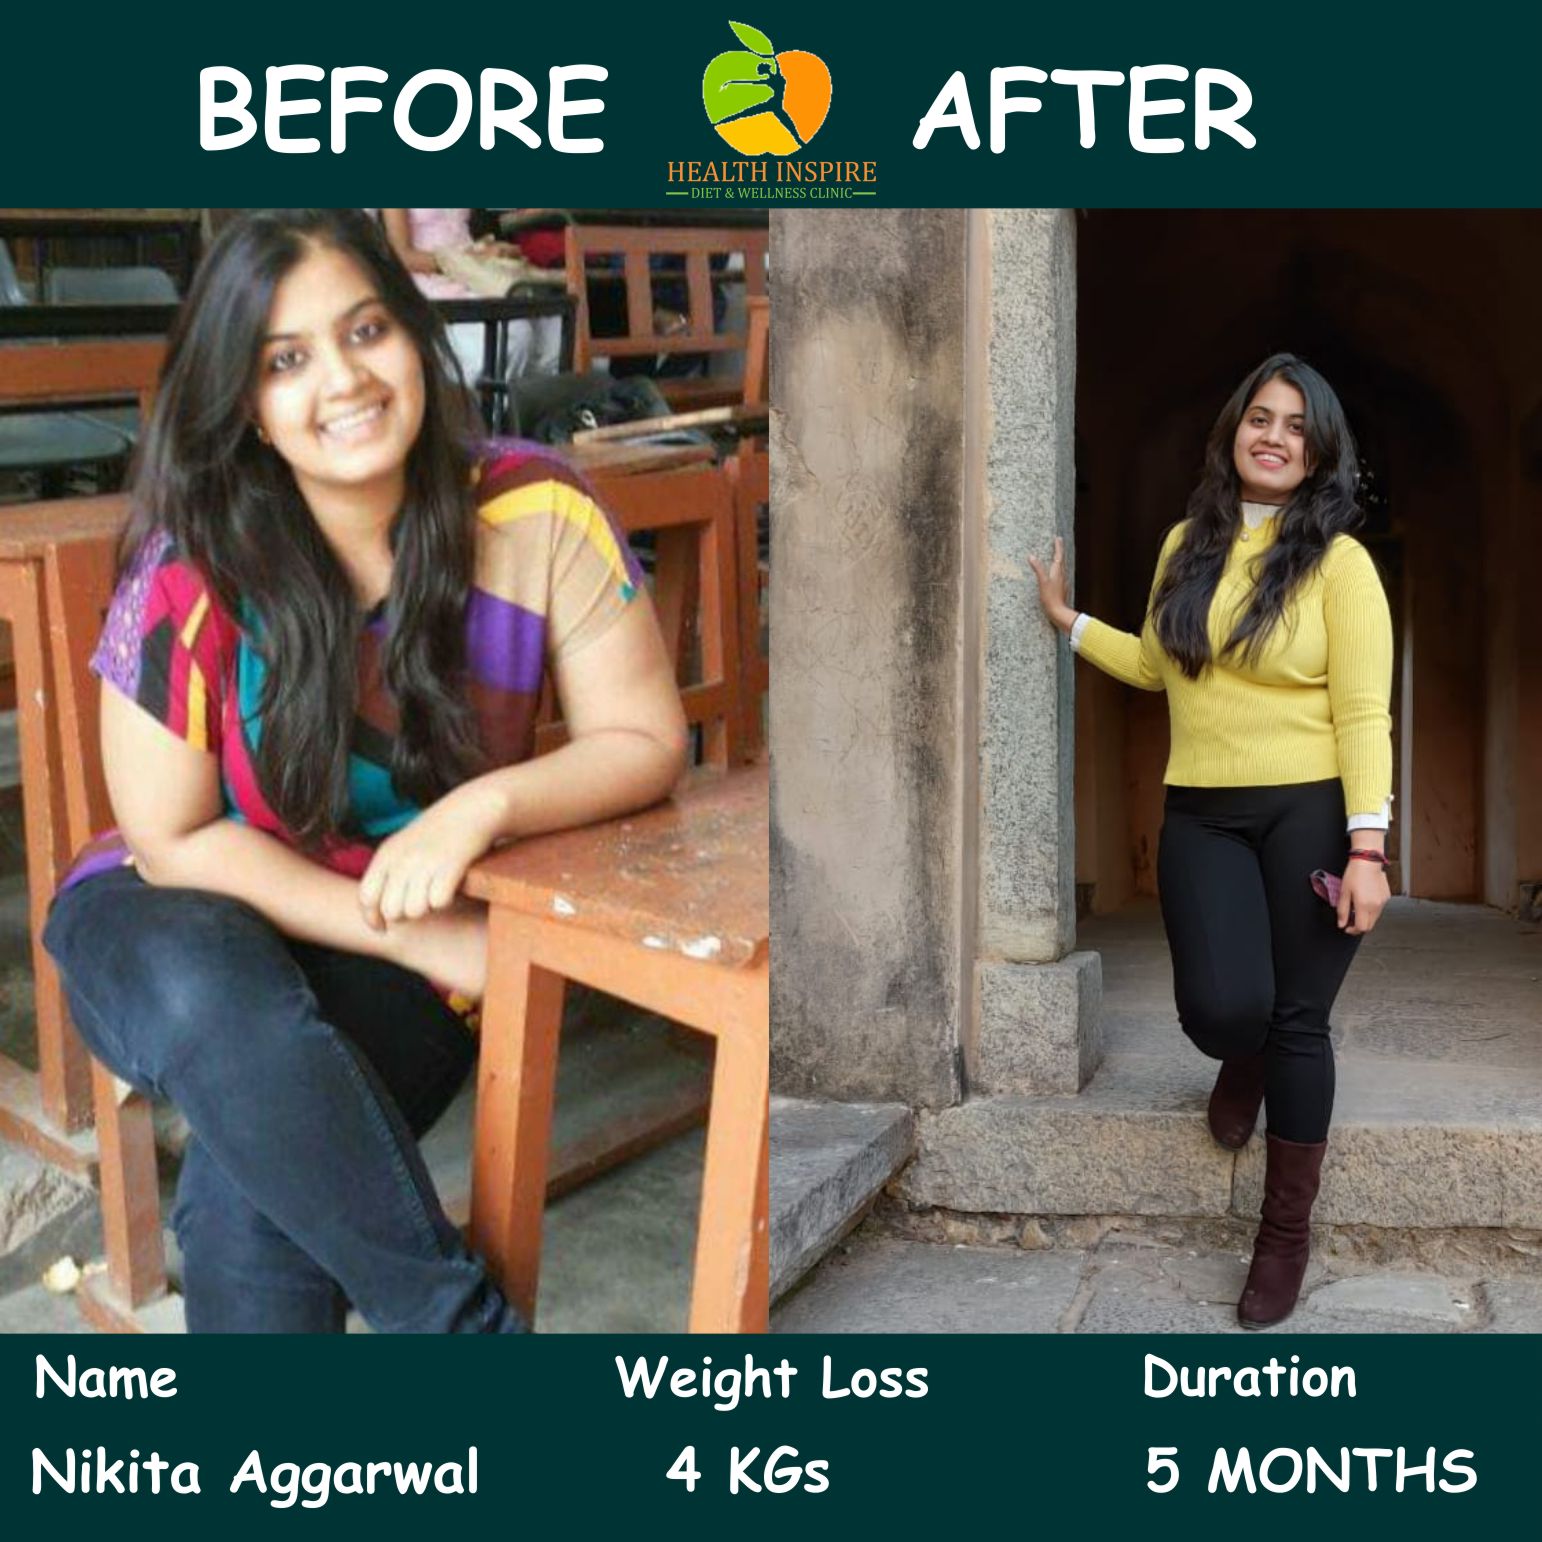 BEFORE
AFTER
HEALTH INSPIRE
DIET & WELLNESS CLINIC
Name
Weight Loss
Duration
Nikita Aggarwal
4 KGs
5 MONTHS